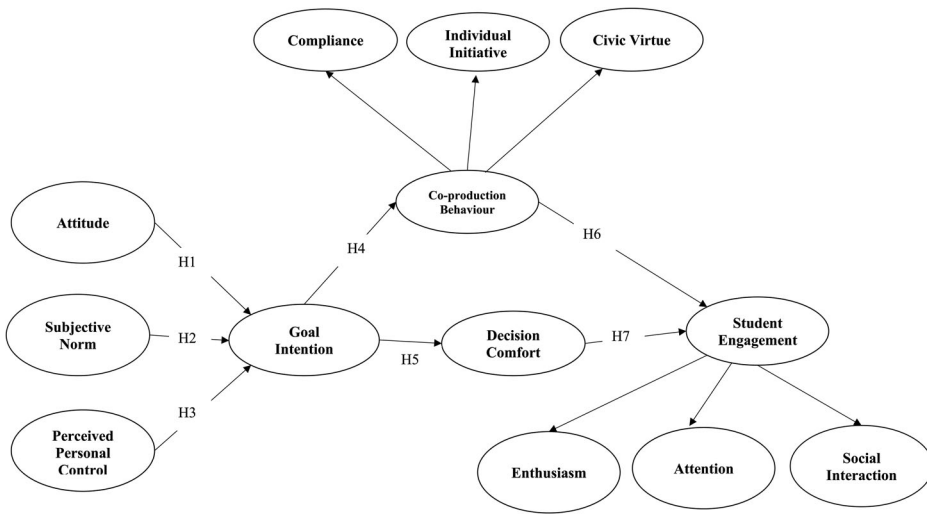 Compliance
Individual
Initiative
Civic Virtue
Co-production
Behaviour
Attitude
H1
H4
H6
Subjective
Norm
H2
Goal
Intention
H5
Decision
Comfort
H7
Student
Engagement
H3
Perceived
Personal
Control
Enthusiasm
Attention
Social
Interaction